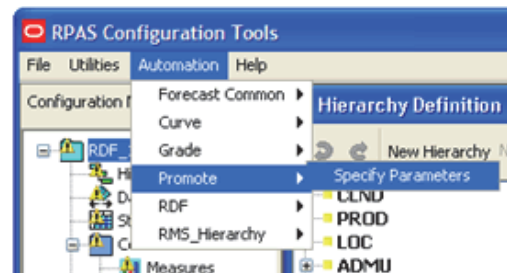 RPAS Configuration Tools
File Utilities Automation Help
Configuration
Forecast Common
Curve
Grade
Promote
RDF
RMS_Hierarchy
Specify Parameters
Hierarchy Definition
New Hierarchy
RDF_
CLND
PROD
LOC
ADMU
Measures